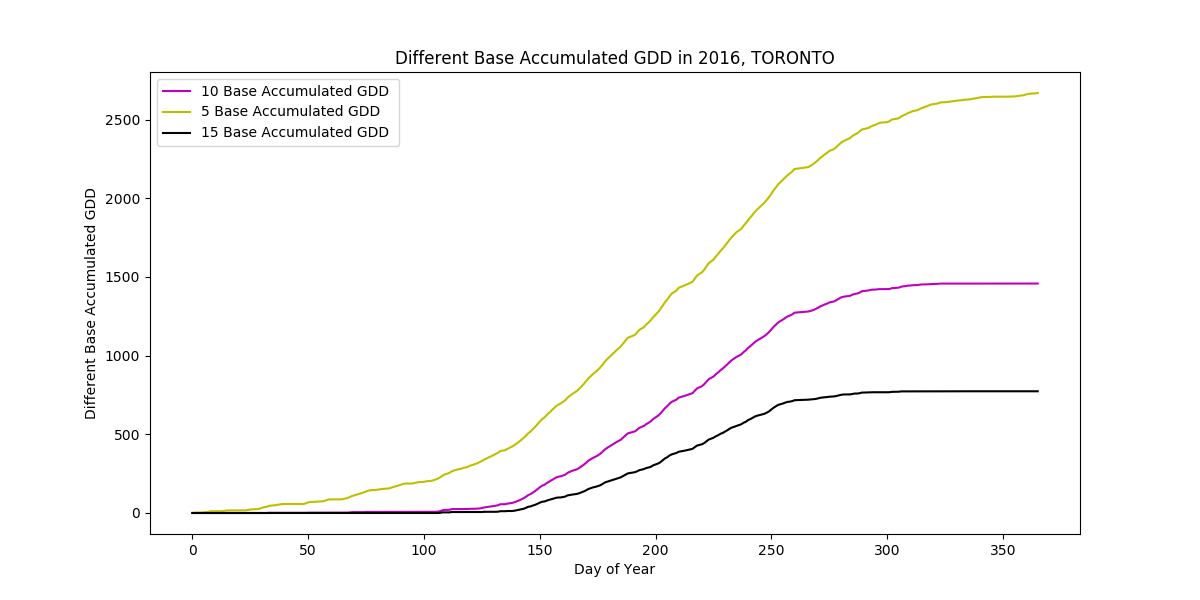 Different Base Accumulated GDD in 2016, TORONTO
10 Base Accumulated GDD
5 Base Accumulated GDD
15 Base Accumulated GDD
Different Base Accumulated GDD
2500
2000
1500
1000
500
0
0 50 100 150 200 250 300 350
Day of Year